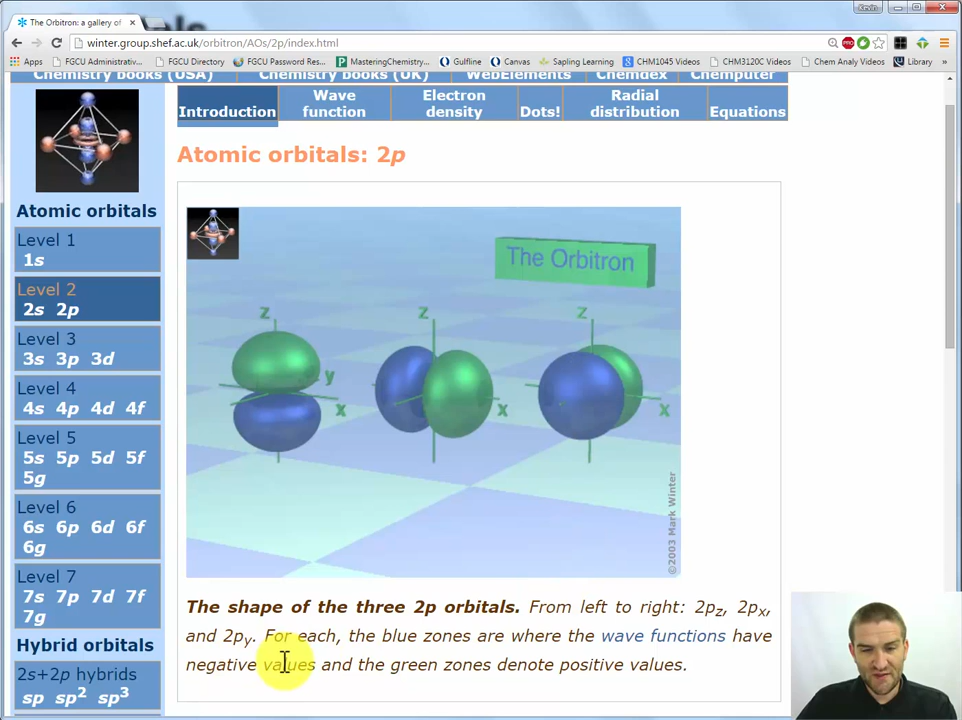 Kevin
The Orbitron: a gallery of
winter.group.shef.ac.uk/orbitron/AOs/2p/index.html
Apps FGCU Administrativ... FGCU Directory FGCU Password Res... MasteringChemistry... Gulfline Canvas Sapling Learning CHM1045 Videos CHM3120C Videos Chem Analy Videos Library
Chemistry books (USA) Chemistry books (UK) WebElements Chemdex Chemputer
Introduction Wave function Electron density Dots! Radial distribution Equations
Atomic orbitals: 2p
Atomic orbitals
Level 1
1s
Level 2
2s 2p
Level 3
3s 3p 3d
Level 4
4s 4p 4d 4f
Level 5
5s 5p 5d 5f
5g
Level 6
6s 6p 6d 6f
6g
Level 7
7s 7p 7d 7f
7g
Hybrid orbitals
2s+2p hybrids
sp sp² sp³
The Orbitron
z z z
y
x x x
©2003 Mark Winter
The shape of the three 2p orbitals. From left to right: 2pz, 2px,
and 2py. For each, the blue zones are where the wave functions have
negative values and the green zones denote positive values.